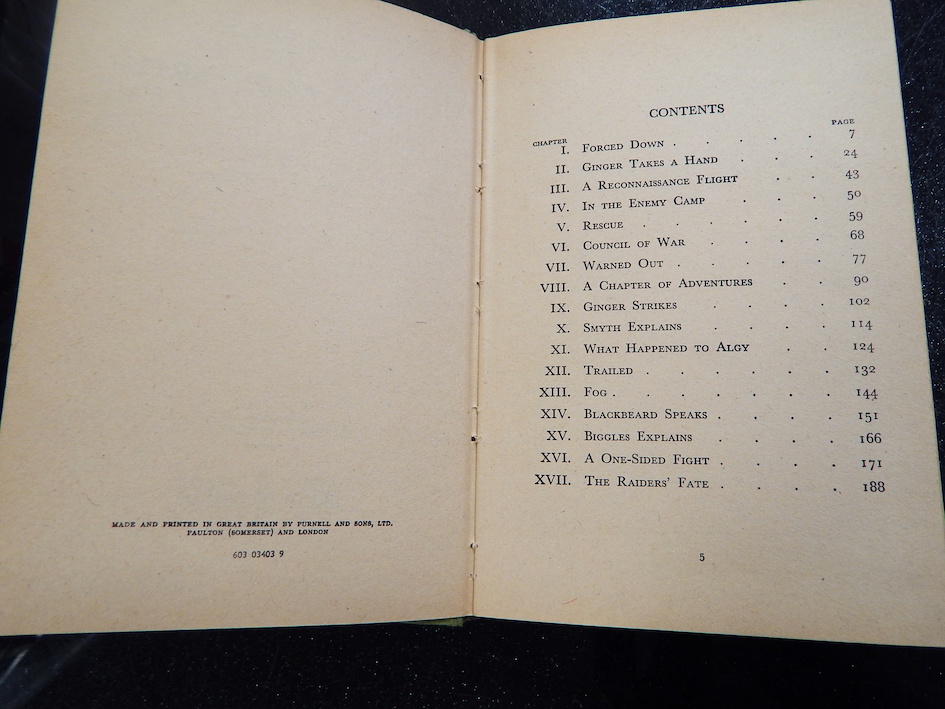 MADE AND PRINTED IN GREAT BRITAIN BY PURNELL AND SONS, LTD.
PAULTON (SOMERSET) AND LONDON
603 03403 9
CONTENTS
CHAPTER PAGE
I. FORCED DOWN . . . . . 7
II. GINGER TAKES A HAND . . . 24
III. A RECONNAISSANCE FLIGHT . . 43
IV. IN THE ENEMY CAMP . . . 50
V. RESCUE . . . . . . 59
VI. COUNCIL OF WAR . . . . 68
VII. WARNED OUT . . . . . 77
VIII. A CHAPTER OF ADVENTURES . . 90
IX. GINGER STRIKES . . . . 102
X. SMYTH EXPLAINS . . . . 114
XI. WHAT HAPPENED TO ALGY . . 124
XII. TRAILED . . . . . . 132
XIII. FOG . . . . . . . 144
XIV. BLACKBEARD SPEAKS . . . . 151
XV. BIGGLES EXPLAINS . . . . 166
XVI. A ONE-SIDED FIGHT . . . . 171
XVII. THE RAIDERS' FATE . . . . 188
5